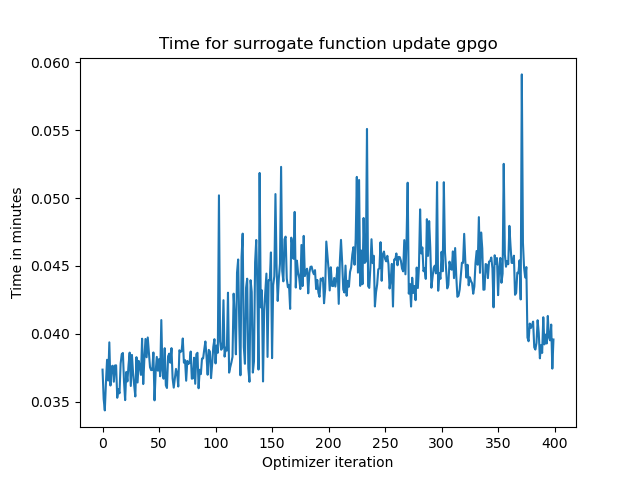 Time for surrogate function update gpgo
0.060
0.055
0.050
0.045
0.040
0.035
Time in minutes
0 50 100 150 200 250 300 350 400
Optimizer iteration